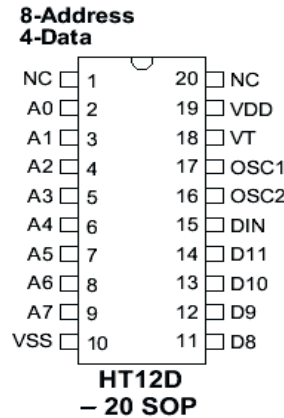 8-Address
4-Data
NC 1 20 NC
A0 2 19 VDD
A1 3 18 VT
A2 4 17 OSC1
A3 5 16 OSC2
A4 6 15 DIN
A5 7 14 D11
A6 8 13 D10
A7 9 12 D9
VSS 10 11 D8
HT12D
– 20 SOP